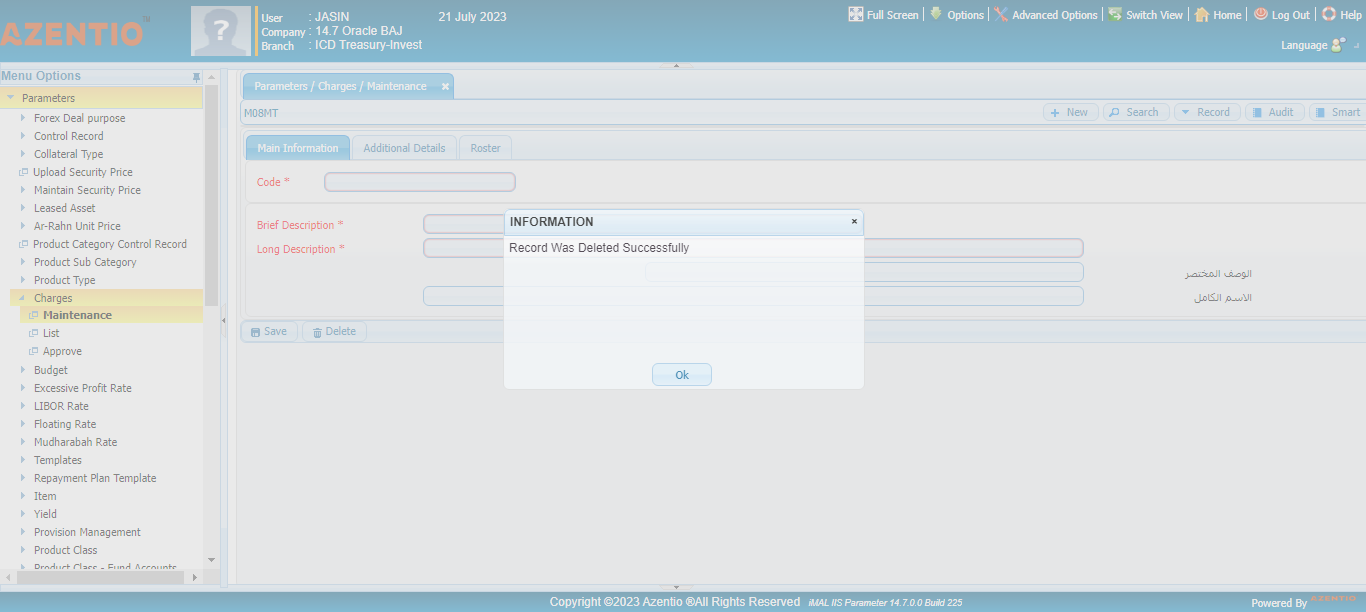 AZENTIO™
User : JASIN 21 July 2023
Company : 14.7 Oracle BAJ
Branch : ICD Treasury-Invest
Full Screen Options Advanced Options Switch View Home Log Out Help
Language
Menu Options
Parameters
Forex Deal purpose
Control Record
Collateral Type
Upload Security Price
Maintain Security Price
Leased Asset
Ar-Rahn Unit Price
Product Category Control Record
Product Sub Category
Product Type
Charges
Maintenance
List
Approve
Budget
Excessive Profit Rate
LIBOR Rate
Floating Rate
Mudharabah Rate
Templates
Repayment Plan Template
Item
Yield
Provision Management
Product Class
Product Class - Fund Accounts
Parameters / Charges / Maintenance
M08MT
New Search Record Audit Smart
Main Information Additional Details Roster
Code *
Brief Description *
Long Description *
الوصف المختصر
الاسم الكامل
Save Delete
INFORMATION
Record Was Deleted Successfully
Ok
Copyright ©2023 Azentio ®All Rights Reserved iMAL IIS Parameter 14.7.0.0 Build 225
Powered By AZENTIO